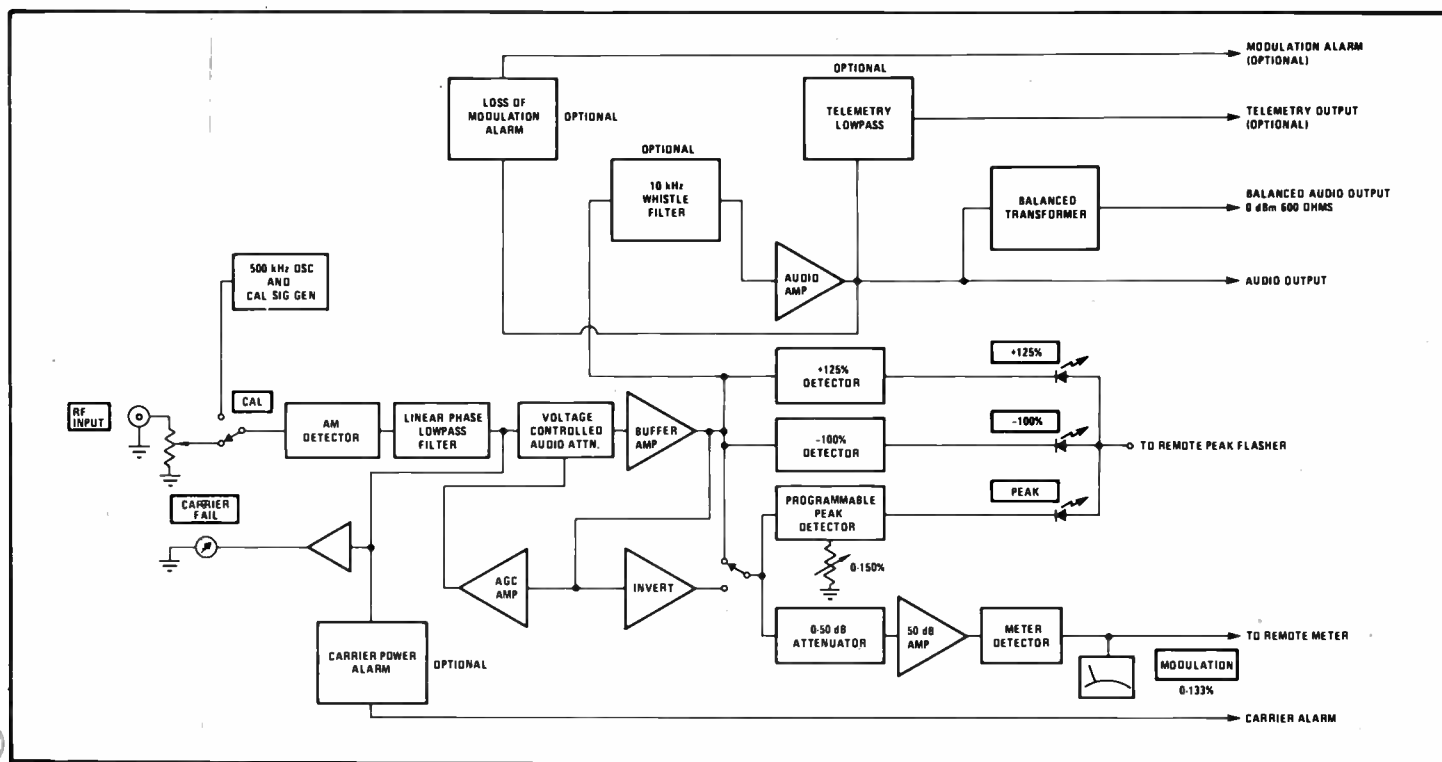 MODULATION ALARM
(OPTIONAL)
OPTIONAL
LOSS OF
MODULATION
ALARM
OPTIONAL
TELEMETRY
LOWPASS
TELEMETRY OUTPUT
(OPTIONAL)
OPTIONAL
10 kHz
WHISTLE
FILTER
BALANCED
TRANSFORMER
BALANCED AUDIO OUTPUT
0 dBm 600 OHMS
500 kHz OSC
AND
CAL SIG GEN
AUDIO
AMP
AUDIO OUTPUT
+125%
DETECTOR
+125%
RF
INPUT
CAL
AM
DETECTOR
LINEAR PHASE
LOWPASS
FILTER
VOLTAGE
CONTROLLED
AUDIO ATTN.
BUFFER
AMP
-100%
DETECTOR
-100%
TO REMOTE PEAK FLASHER
CARRIER
FAIL
PROGRAMMABLE
PEAK
DETECTOR
PEAK
0-150%
AGC
AMP
INVERT
CARRIER POWER
ALARM
OPTIONAL
0-50 dB
ATTENUATOR
50 dB
AMP
METER
DETECTOR
TO REMOTE METER
MODULATION
0-133%
CARRIER ALARM